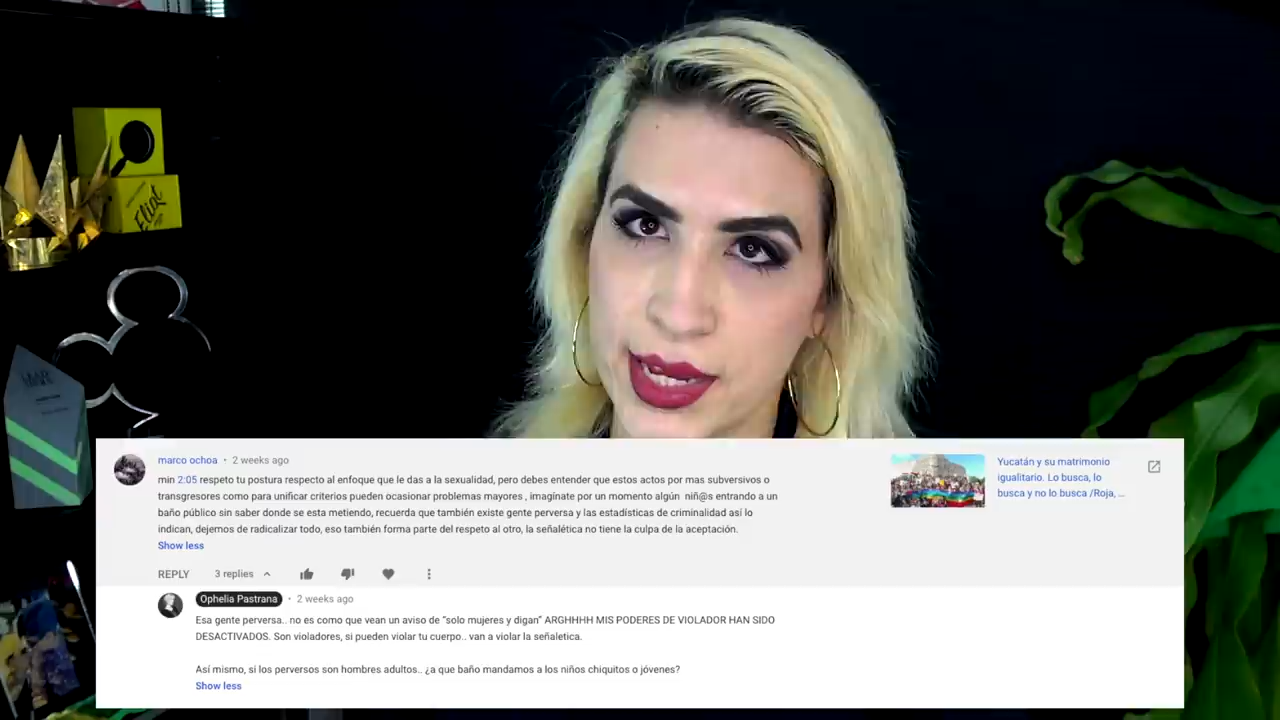 Eliot
marco ochoa • 2 weeks ago
min 2:05 respeto tu postura respecto al enfoque que le das a la sexualidad, pero debes entender que estos actos por mas subversivos o
transgresores como para unificar criterios pueden ocasionar problemas mayores , imagínate por un momento algún niñ@s entrando a un
baño público sin saber donde se esta metiendo, recuerda que también existe gente perversa y las estadísticas de criminalidad así lo
indican, dejemos de radicalizar todo, eso también forma parte del respeto al otro, la señalética no tiene la culpa de la aceptación.
Show less
REPLY 3 replies
Yucatán y su matrimonio
igualitario. Lo busca, lo
busca y no lo busca /Roja, ...
Ophelia Pastrana • 2 weeks ago
Esa gente perversa.. no es como que vean un aviso de "solo mujeres y digan" ARGHHHH MIS PODERES DE VIOLADOR HAN SIDO
DESACTIVADOS. Son violadores, si pueden violar tu cuerpo.. van a violar la señaletica.
Así mismo, si los perversos son hombres adultos.. ¿a que baño mandamos a los niños chiquitos o jóvenes?
Show less